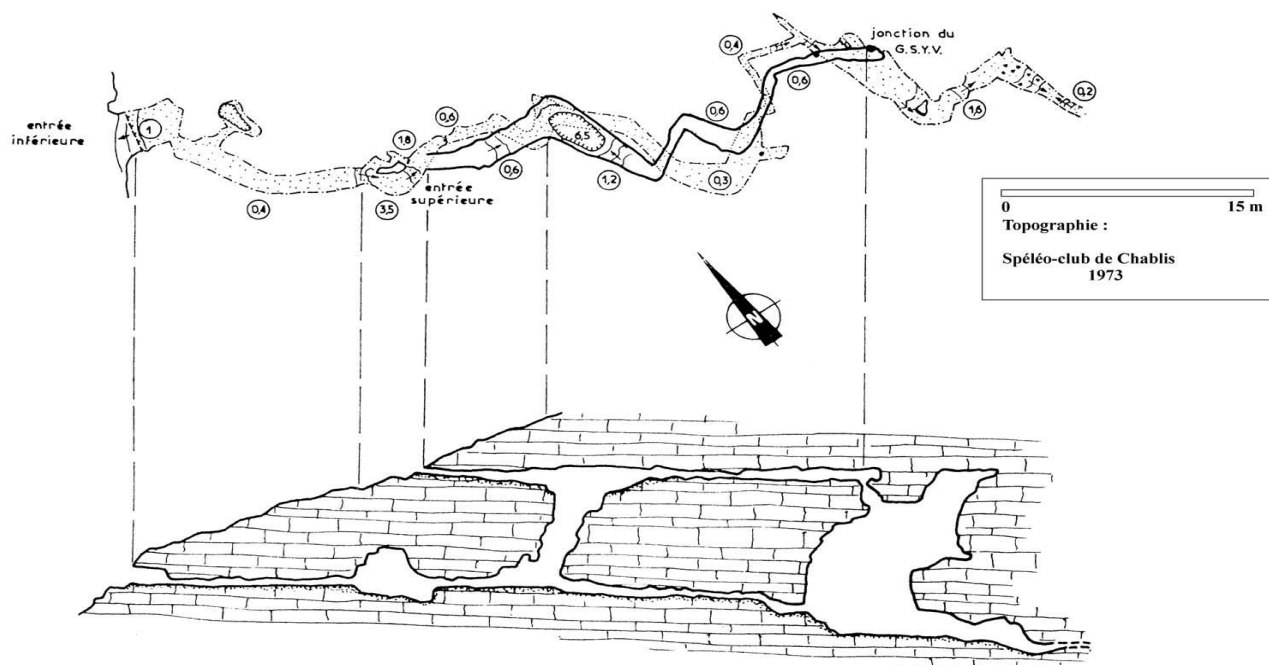 jonction du
G.S.Y.V.
0,4
0,6
0,2
1,6
0,6
0,6
1,8
6,5
entrée
inférieure
1
0,6
1,2
0,3
entrée
supérieure
0,4
3,5
0 15 m
Topographie :
Spéléo-club de Chablis
1973
N